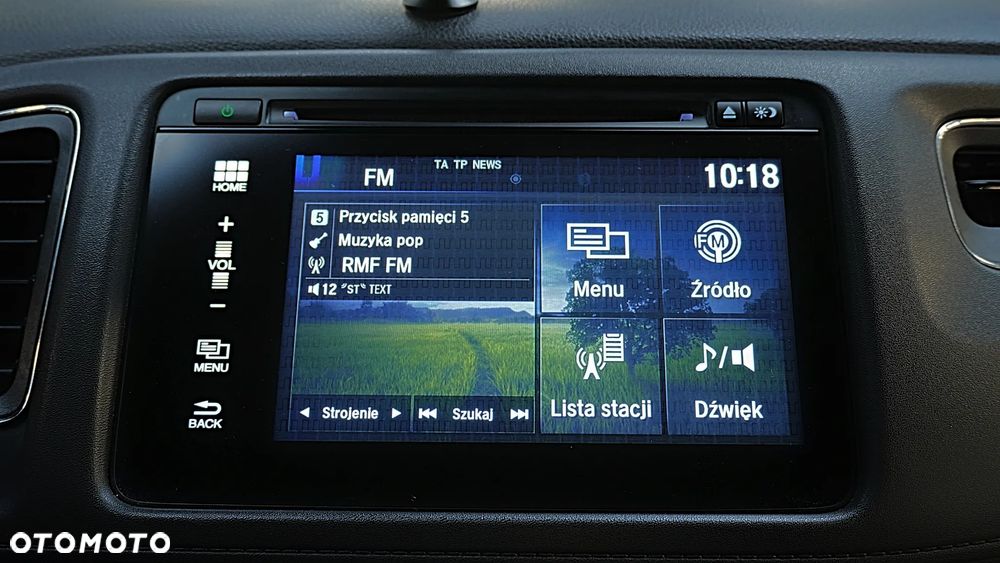 HOME
+
VOL
−
MENU
BACK
TA TP NEWS
FM
10:18
5 Przycisk pamięci 5
Muzyka pop
RMF FM
12 "ST" TEXT
Strojenie
Szukaj
Menu
FM
Źródło
Lista stacji
Dźwięk
OTOMOTO